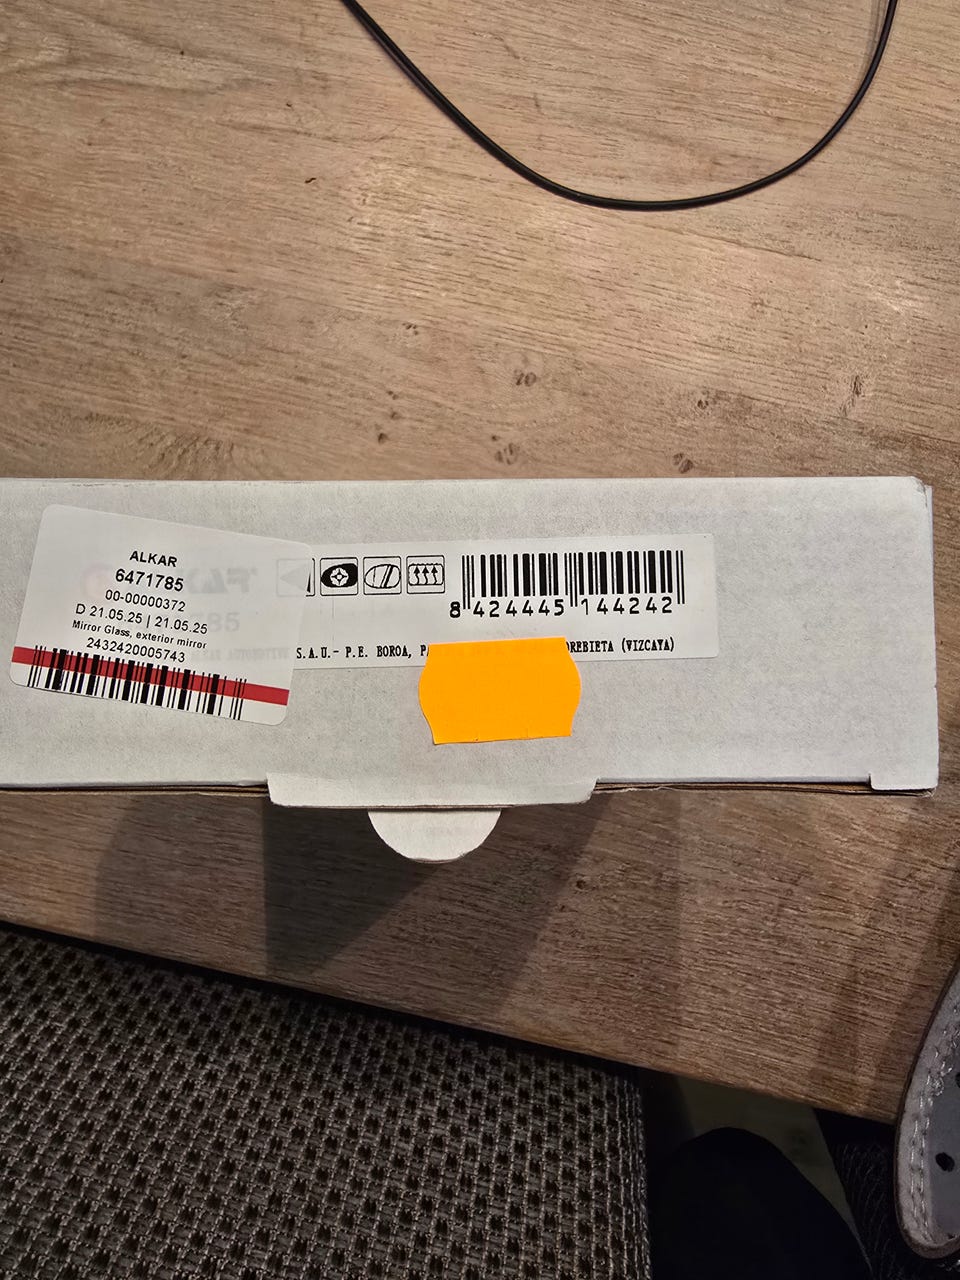 ALKAR
6471785
00-00000372
D 21.05.25 | 21.05.25
Mirror Glass, exterior mirror
2432420005743
8 424445 144242
S.A.U.- P.E. BOROA, (VIZCAYA)